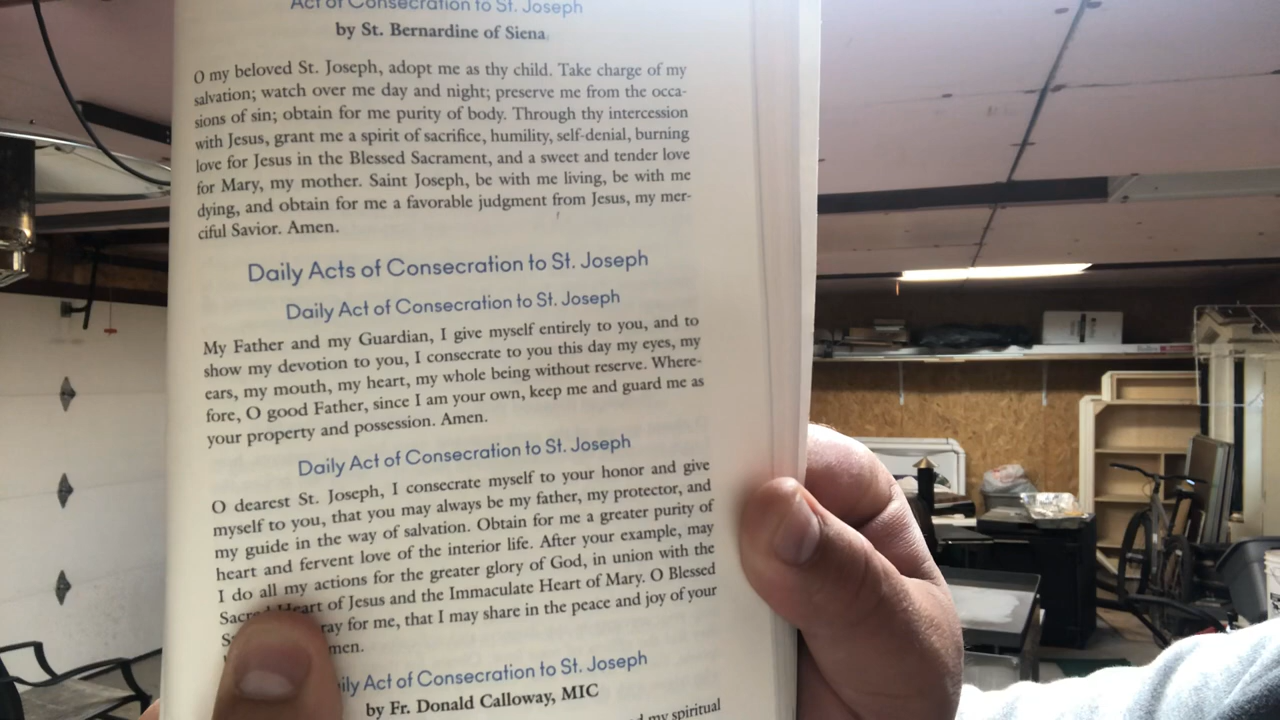 Act of Consecration to St. Joseph
by St. Bernardine of Siena
O my beloved St. Joseph, adopt me as thy child. Take charge of my
salvation; watch over me day and night; preserve me from the occa-
sions of sin; obtain for me purity of body. Through thy intercession
with Jesus, grant me a spirit of sacrifice, humility, self-denial, burning
love for Jesus in the Blessed Sacrament, and a sweet and tender love
for Mary, my mother. Saint Joseph, be with me living, be with me
dying, and obtain for me a favorable judgment from Jesus, my mer-
ciful Savior. Amen.
Daily Acts of Consecration to St. Joseph
Daily Act of Consecration to St. Joseph
My Father and my Guardian, I give myself entirely to you, and to
show my devotion to you, I consecrate to you this day my eyes, my
ears, my mouth, my heart, my whole being without reserve. Where-
fore, O good Father, since I am your own, keep me and guard me as
your property and possession. Amen.
Daily Act of Consecration to St. Joseph
O dearest St. Joseph, I consecrate myself to your honor and give
myself to you, that you may always be my father, my protector, and
my guide in the way of salvation. Obtain for me a greater purity of
heart and fervent love of the interior life. After your example, may
I do all my actions for the greater glory of God, in union with the
Sacred Heart of Jesus and the Immaculate Heart of Mary. O Blessed
for me, that I may share in the peace and joy of your
Act of Consecration to St. Joseph
by Fr. Donald Calloway, MIC
my spiritual